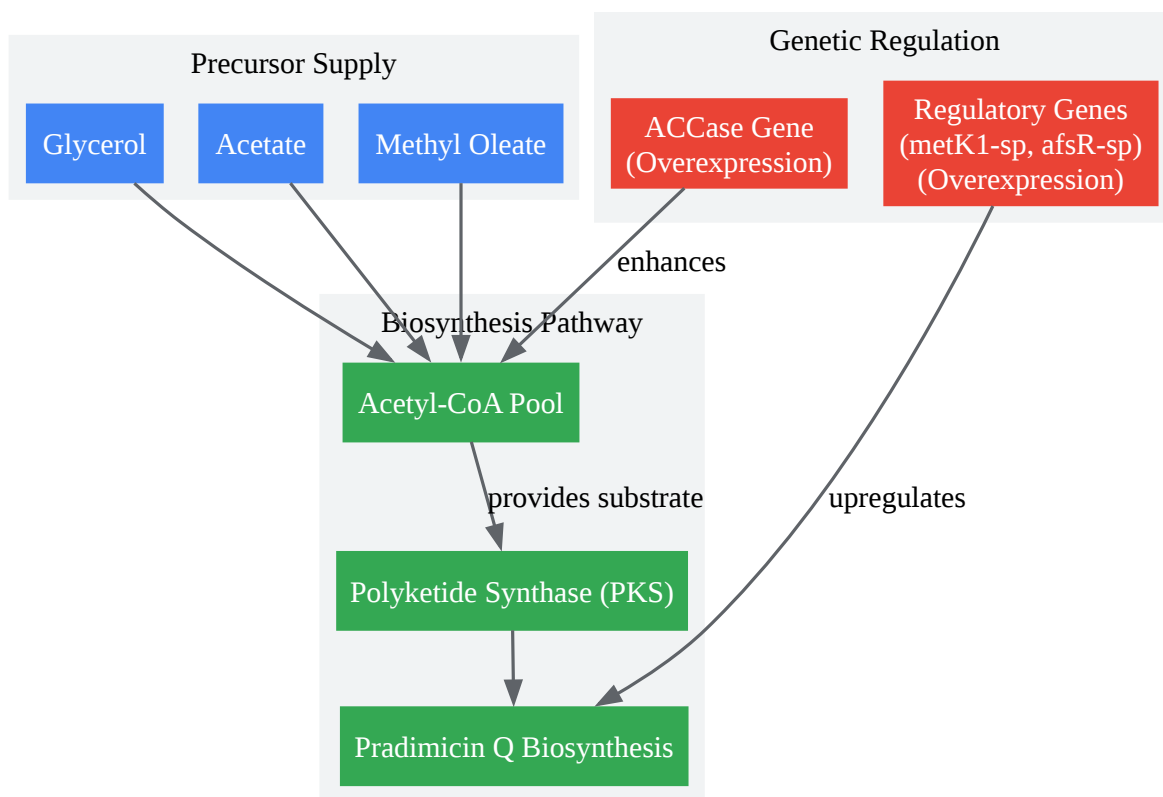 Precursor Supply
Genetic Regulation
Glycerol
Acetate
Methyl Oleate
ACCase Gene
(Overexpression)
Regulatory Genes
(metK1-sp, afsR-sp)
(Overexpression)
enhances
Biosynthesis Pathway
Acetyl-CoA Pool
provides substrate
upregulates
Polyketide Synthase (PKS)
Pradimicin Q Biosynthesis